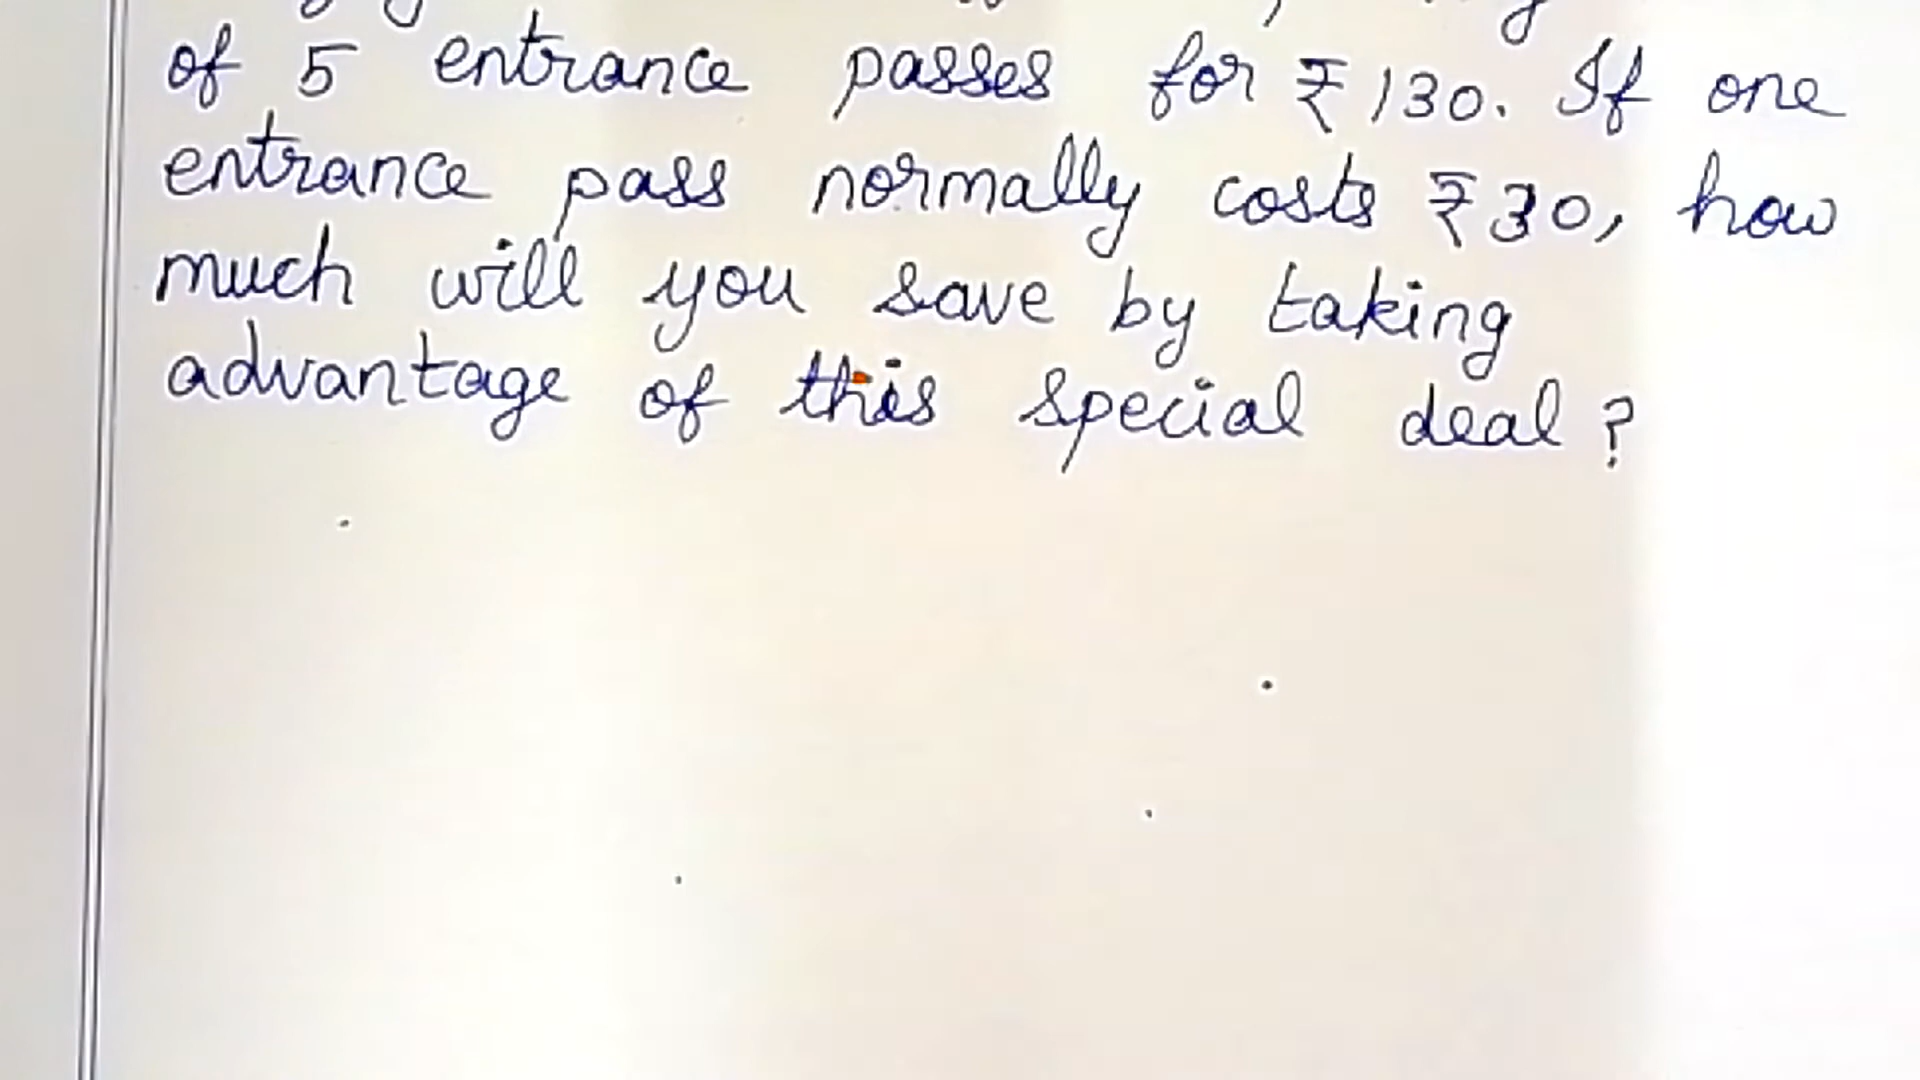 of 5 entrance passes for ₹130. If one
entrance pass normally costs ₹30, how
much will you save by taking
advantage of this special deal?